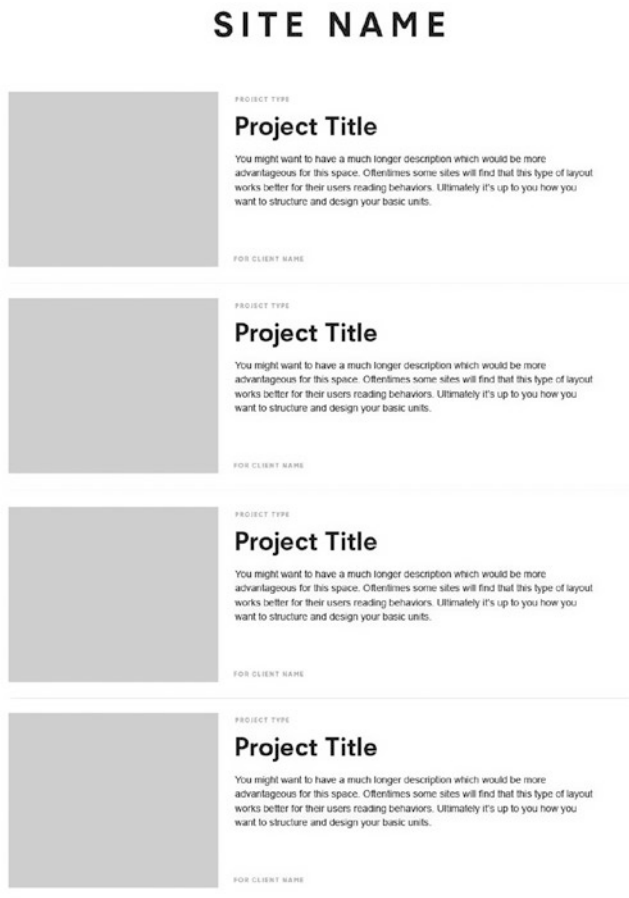 SITE NAME
PROJECT TYPE
Project Title
You might want to have a much longer description which would be more
advantageous for this space. Oftentimes some sites will find that this type of layout
works better for their users reading behaviors. Ultimately it's up to you how you
want to structure and design your basic units.
FOR CLIENT NAME
PROJECT TYPE
Project Title
You might want to have a much longer description which would be more
advantageous for this space. Oftentimes some sites will find that this type of layout
works better for their users reading behaviors. Ultimately it's up to you how you
want to structure and design your basic units.
FOR CLIENT NAME
PROJECT TYPE
Project Title
You might want to have a much longer description which would be more
advantageous for this space. Oftentimes some sites will find that this type of layout
works better for their users reading behaviors. Ultimately it's up to you how you
want to structure and design your basic units.
FOR CLIENT NAME
PROJECT TYPE
Project Title
You might want to have a much longer description which would be more
advantageous for this space. Oftentimes some sites will find that this type of layout
works better for their users reading behaviors. Ultimately it's up to you how you
want to structure and design your basic units.
FOR CLIENT NAME